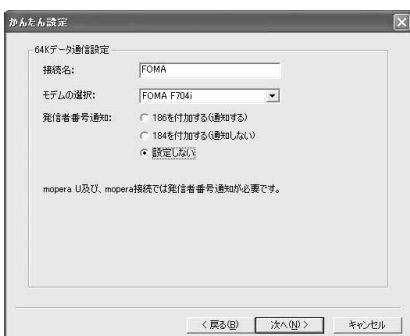 かんたん設定
64Kデータ通信設定
接続名: FOMA
モデムの選択: FOMA F704i
発信者番号通知: 186を付加する(通知する)
184を付加する(通知しない)
設定しない
mopera U及び、mopera接続では発信者番号通知が必要です。
< 戻る(B) 次へ(N) > キャンセル